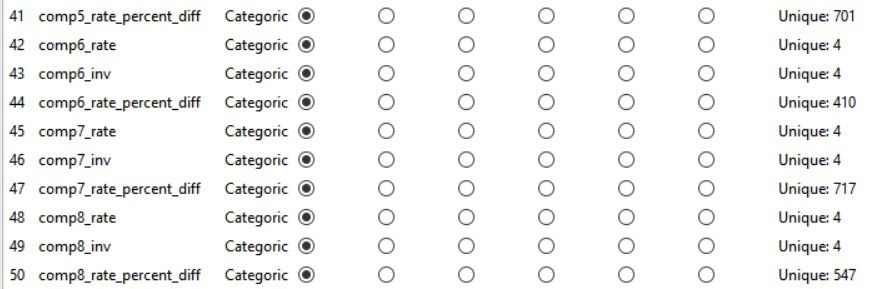 41 comp5_rate_percent_diff Categoric Unique: 701
42 comp6_rate Categoric Unique: 4
43 comp6_inv Categoric Unique: 4
44 comp6_rate_percent_diff Categoric Unique: 410
45 comp7_rate Categoric Unique: 4
46 comp7_inv Categoric Unique: 4
47 comp7_rate_percent_diff Categoric Unique: 717
48 comp8_rate Categoric Unique: 4
49 comp8_inv Categoric Unique: 4
50 comp8_rate_percent_diff Categoric Unique: 547